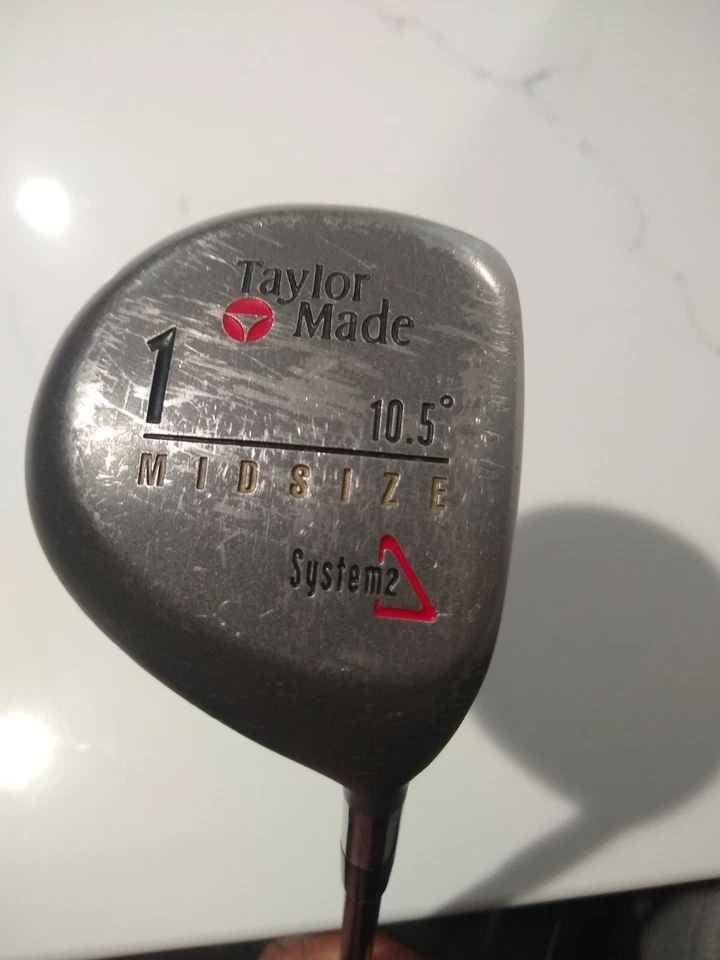 Taylor
Made
1 10.5°
MIDSIZE
System2